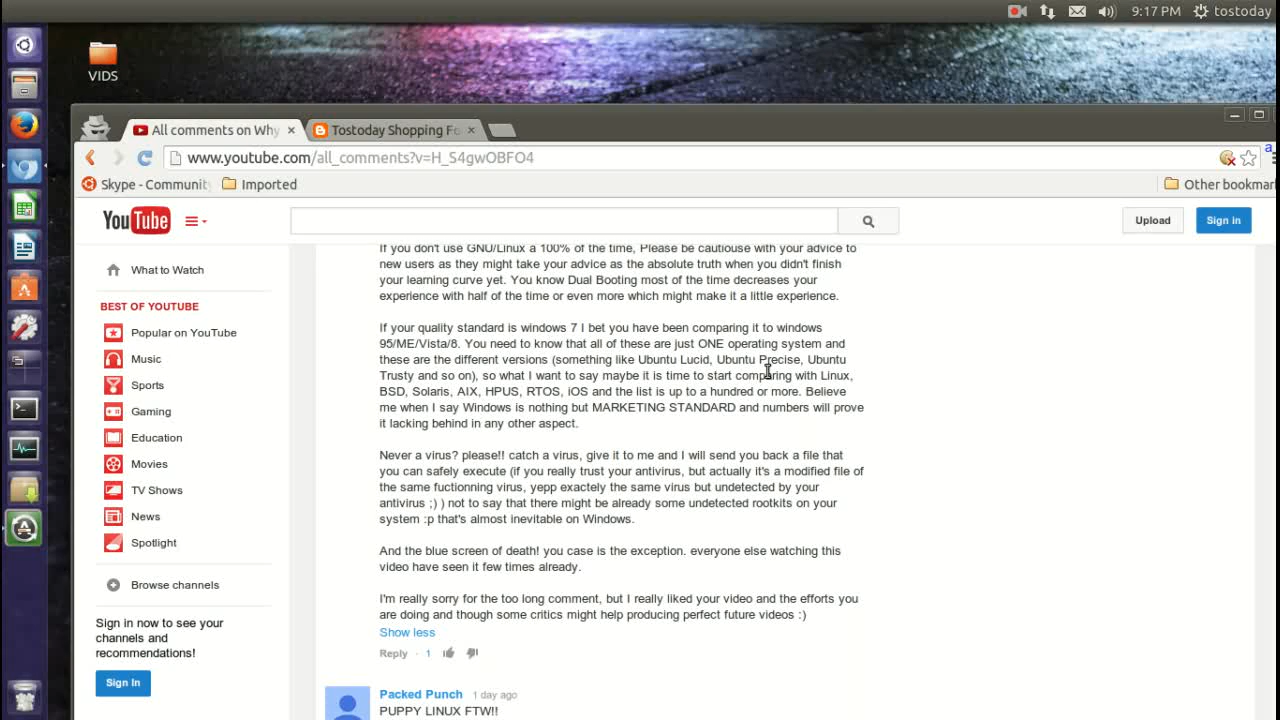 9:17 PM tostoday
VIDS
All comments on Why ×
Tostoday Shopping Fo ×
www.youtube.com/all_comments?v=H_S4gwOBFO4
a
Skype - Communit
Imported
Other bookmar
YouTube
Upload
Sign in
What to Watch
BEST OF YOUTUBE
Popular on YouTube
Music
Sports
Gaming
Education
Movies
TV Shows
News
Spotlight
Browse channels
Sign in now to see your
channels and
recommendations!
Sign In
If you don't use GNU/Linux a 100% of the time, Please be cautiouse with your advice to
new users as they might take your advice as the absolute truth when you didn't finish
your learning curve yet. You know Dual Booting most of the time decreases your
experience with half of the time or even more which might make it a little experience.
If your quality standard is windows 7 I bet you have been comparing it to windows
95/ME/Vista/8. You need to know that all of these are just ONE operating system and
these are the different versions (something like Ubuntu Lucid, Ubuntu Precise, Ubuntu
Trusty and so on), so what I want to say maybe it is time to start comparing with Linux,
BSD, Solaris, AIX, HPUS, RTOS, iOS and the list is up to a hundred or more. Believe
me when I say Windows is nothing but MARKETING STANDARD and numbers will prove
it lacking behind in any other aspect.
Never a virus? please!! catch a virus, give it to me and I will send you back a file that
you can safely execute (if you really trust your antivirus, but actually it's a modified file of
the same fuctionning virus, yepp exactely the same virus but undetected by your
antivirus ;) ) not to say that there might be already some undetected rootkits on your
system :p that's almost inevitable on Windows.
And the blue screen of death! you case is the exception. everyone else watching this
video have seen it few times already.
I'm really sorry for the too long comment, but I really liked your video and the efforts you
are doing and though some critics might help producing perfect future videos :)
Show less
Reply · 1
Packed Punch 1 day ago
PUPPY LINUX FTW!!